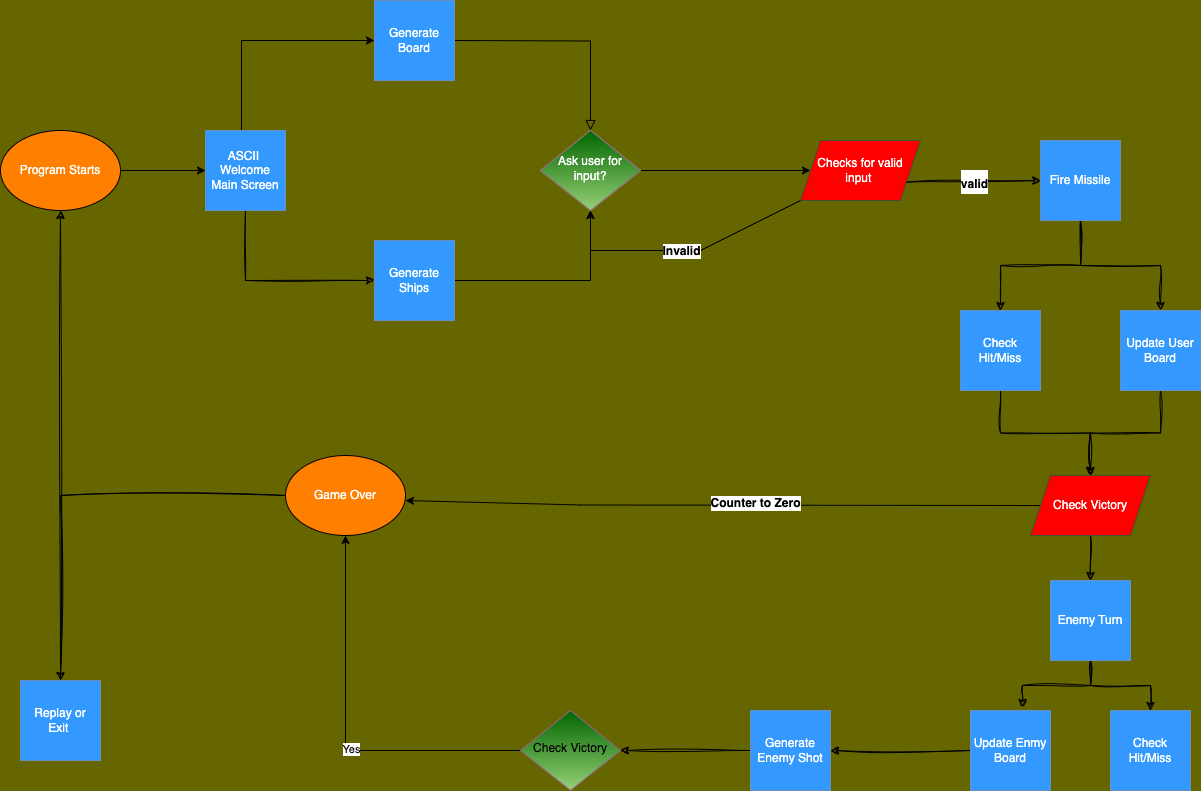 Generate
Board
Program Starts
ASCII
Welcome
Main Screen
Ask user for
input?
Checks for valid
input
valid
Fire Missile
Generate
Ships
Invalid
Check
Hit/Miss
Update User
Board
Game Over
Counter to Zero
Check Victory
Enemy Turn
Replay or
Exit
Yes
Check Victory
Generate
Enemy Shot
Update Enmy
Board
Check
Hit/Miss